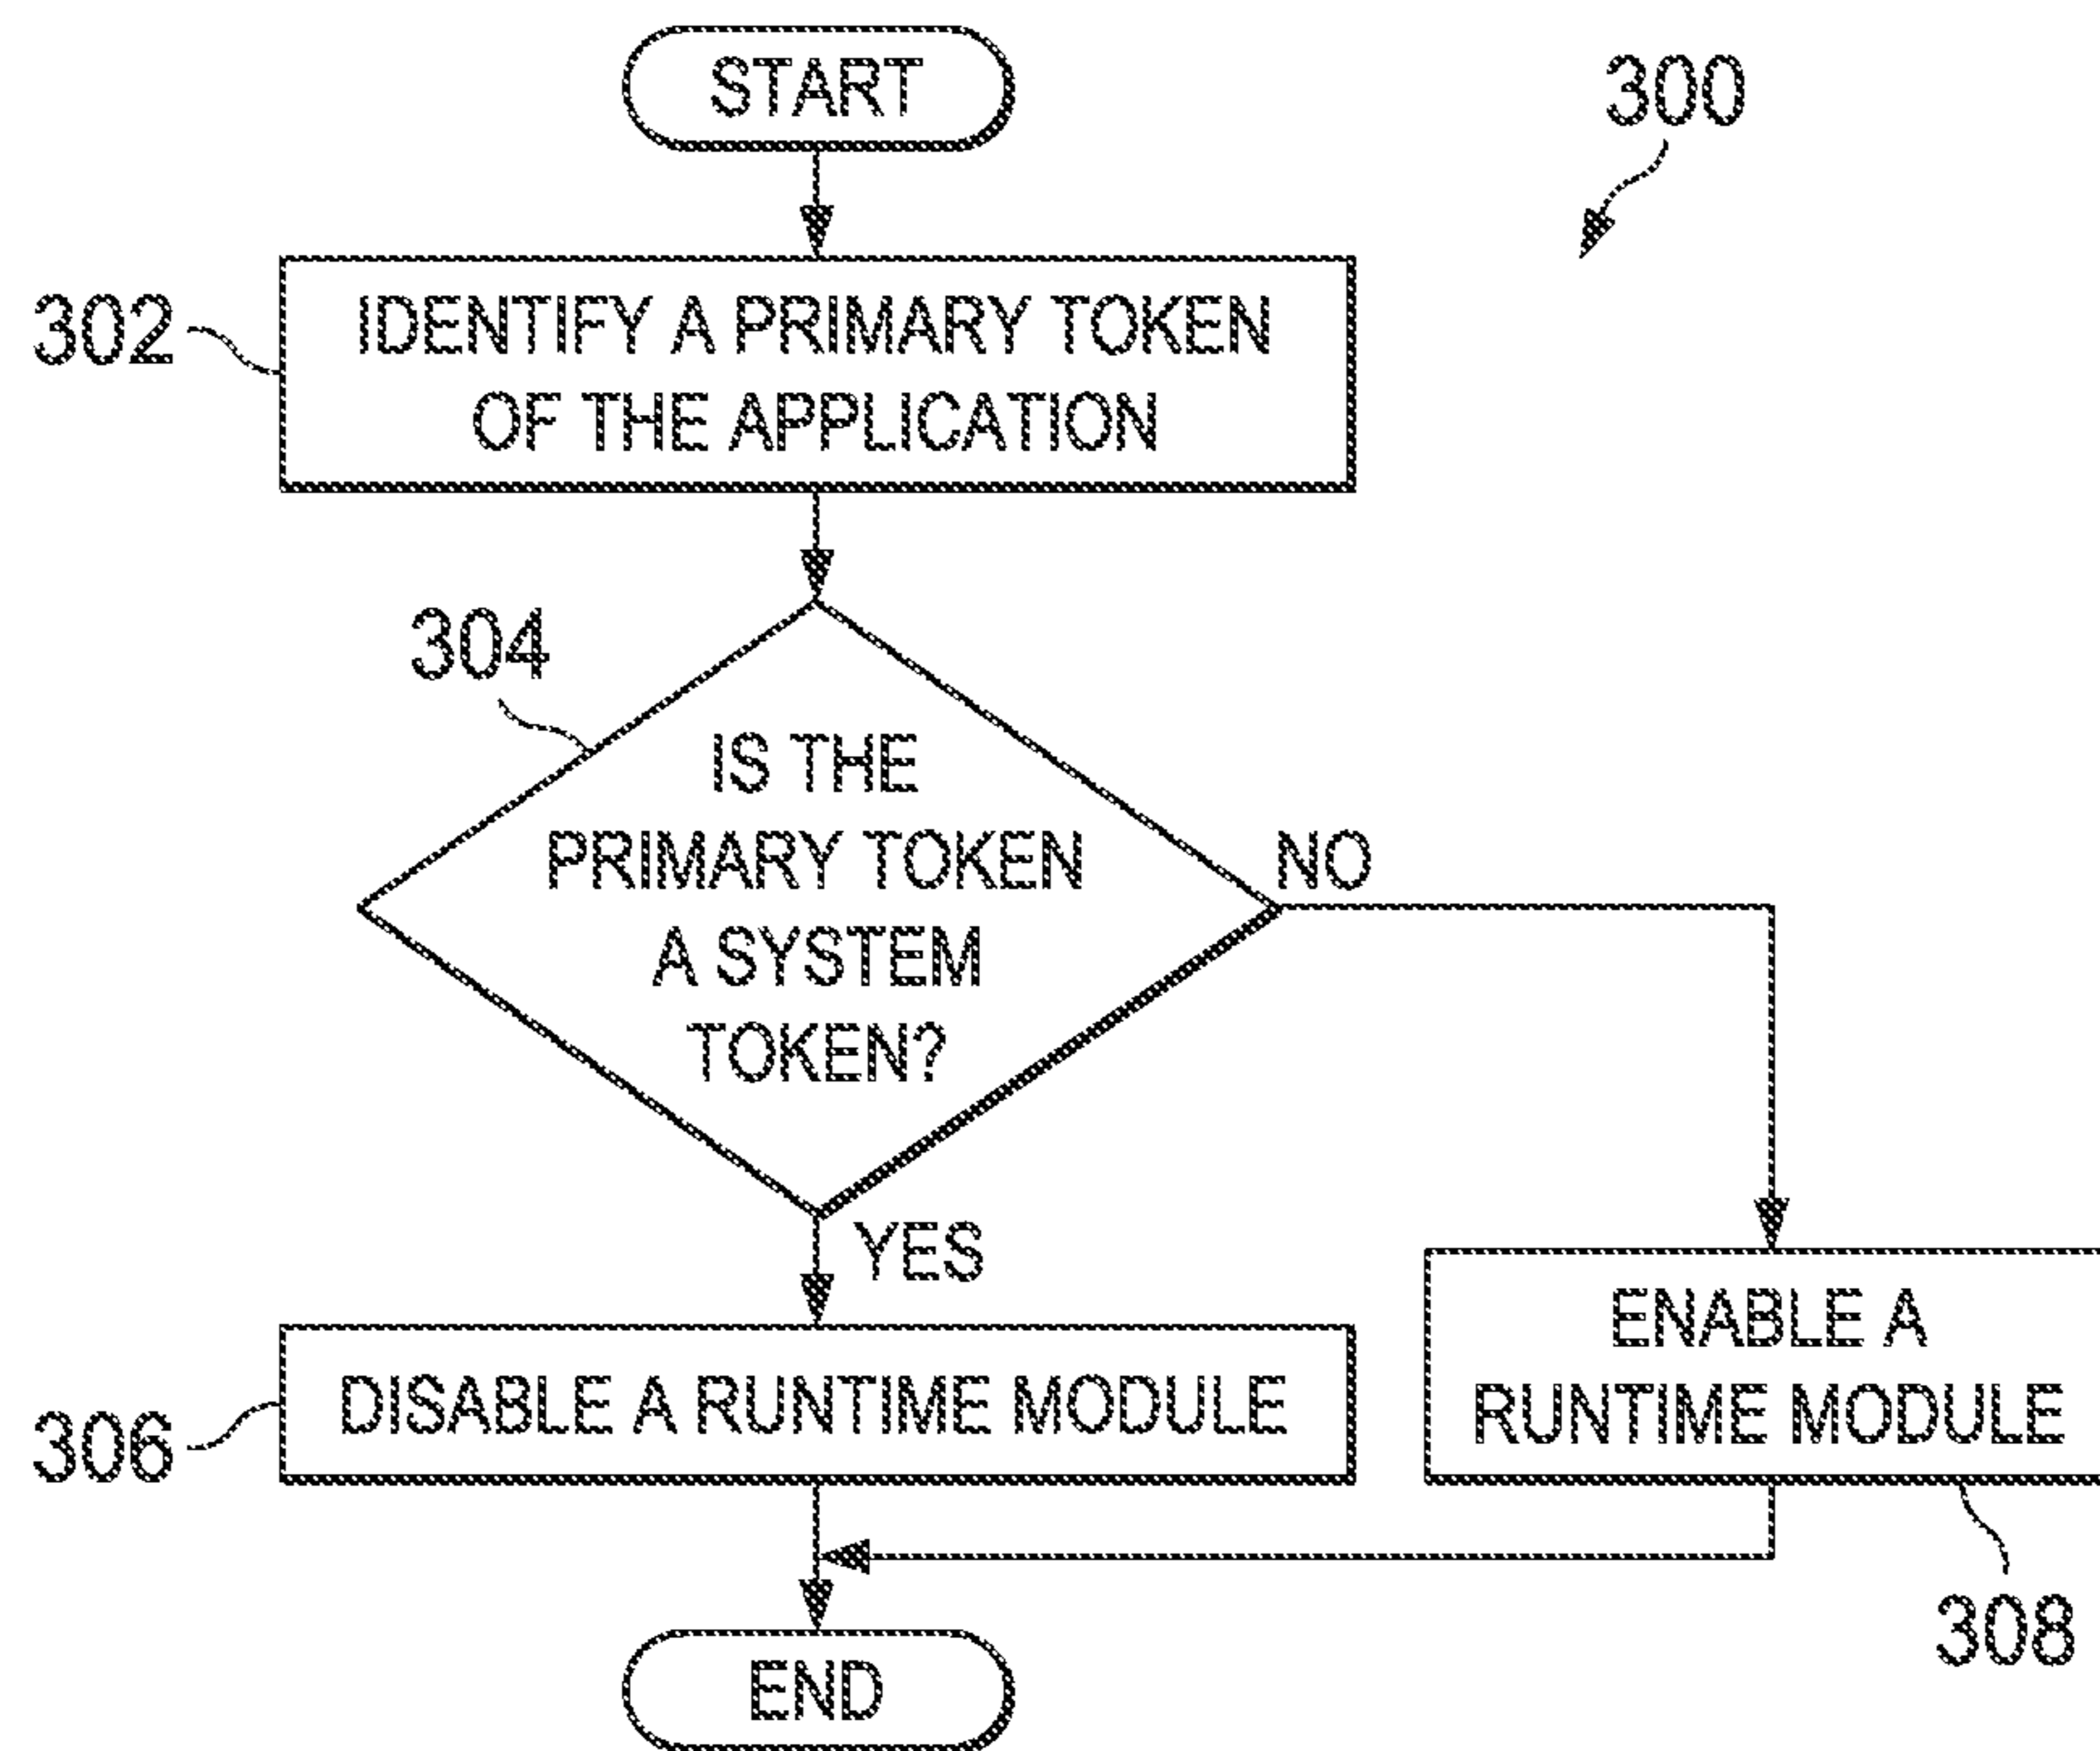 START
300
302
IDENTIFY A PRIMARY TOKEN
OF THE APPLICATION
304
IS THE
PRIMARY TOKEN
A SYSTEM
TOKEN?
NO
YES
306
DISABLE A RUNTIME MODULE
ENABLE A
RUNTIME MODULE
308
END